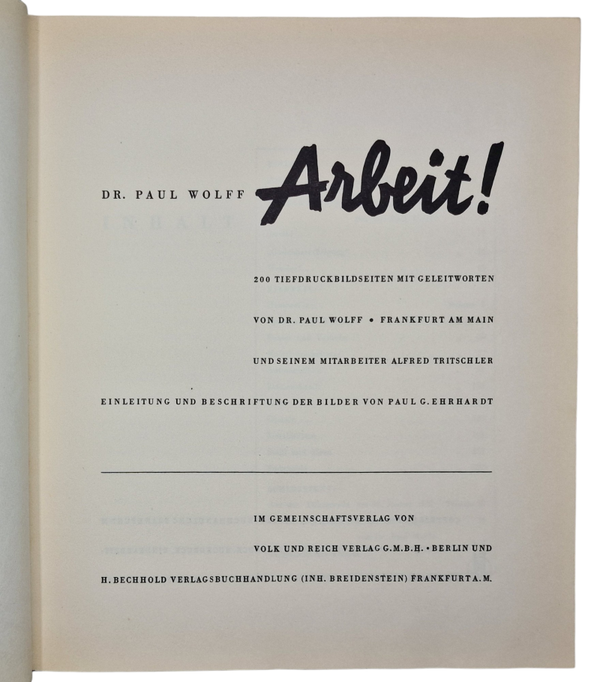 DR. PAUL WOLFF Arbeit!
INHALT
200 TIEFDRUCKBILDSEITEN MIT GELEITWORTEN
VON DR. PAUL WOLFF • FRANKFURT AM MAIN
UND SEINEM MITARBEITER ALFRED TRITSCHLER
EINLEITUNG UND BESCHRIFTUNG DER BILDER VON PAUL G. EHRHARDT
IM GEMEINSCHAFTSVERLAG VON
VOLK UND REICH VERLAG G.M.B.H. • BERLIN UND
H. BECHHOLD VERLAGSBUCHHANDLUNG (INH. BREIDENSTEIN) FRANKFURT A. M.